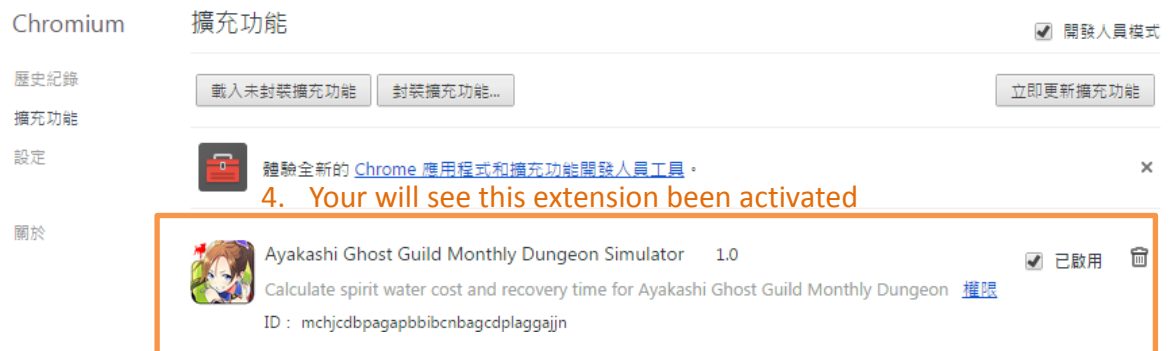 Chromium
擴充功能
開發人員模式
歷史紀錄
擴充功能
設定
關於
載入未封裝擴充功能
封裝擴充功能...
立即更新擴充功能
體驗全新的 Chrome 應用程式和擴充功能開發人員工具。
4. Your will see this extension been activated
Ayakashi Ghost Guild Monthly Dungeon Simulator 1.0
已啟用
Calculate spirit water cost and recovery time for Ayakashi Ghost Guild Monthly Dungeon 權限
ID： mchjcdbpagapbbibcnbagcdplaggajjn